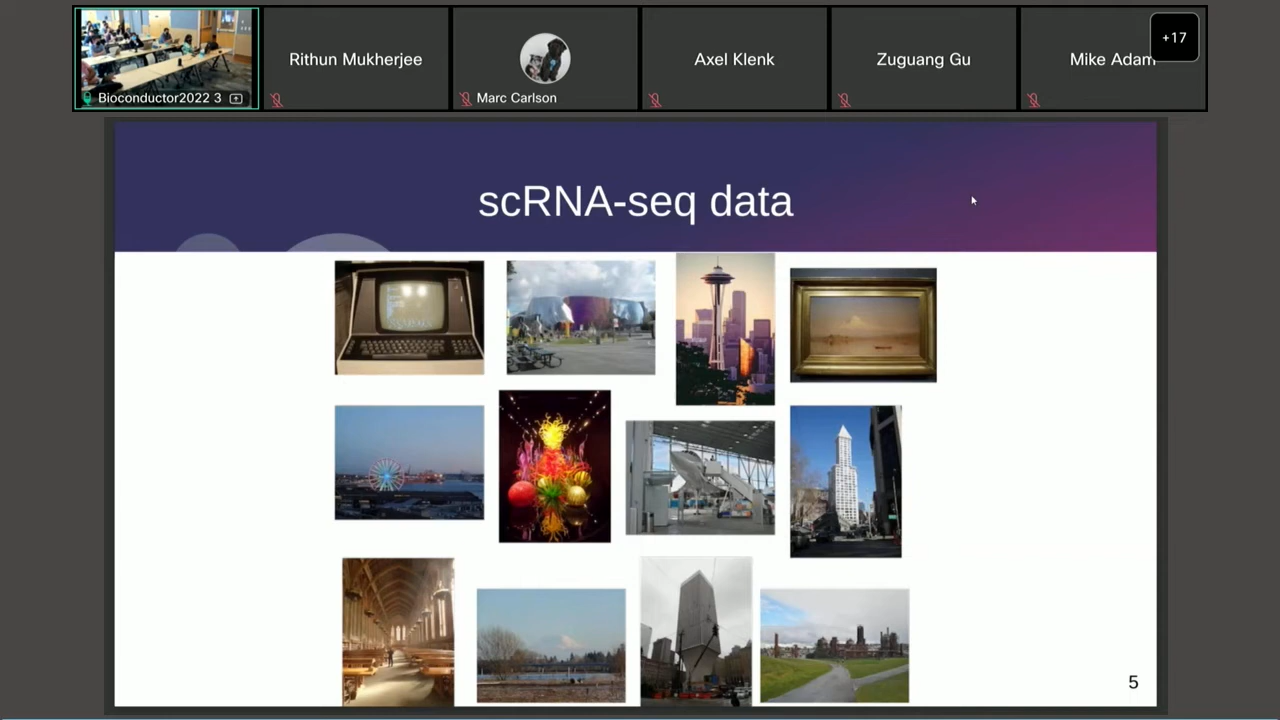 Bioconductor2022 3
Rithun Mukherjee
Marc Carlson
Axel Klenk
Zuguang Gu
Mike Adam
+17
scRNA-seq data
5